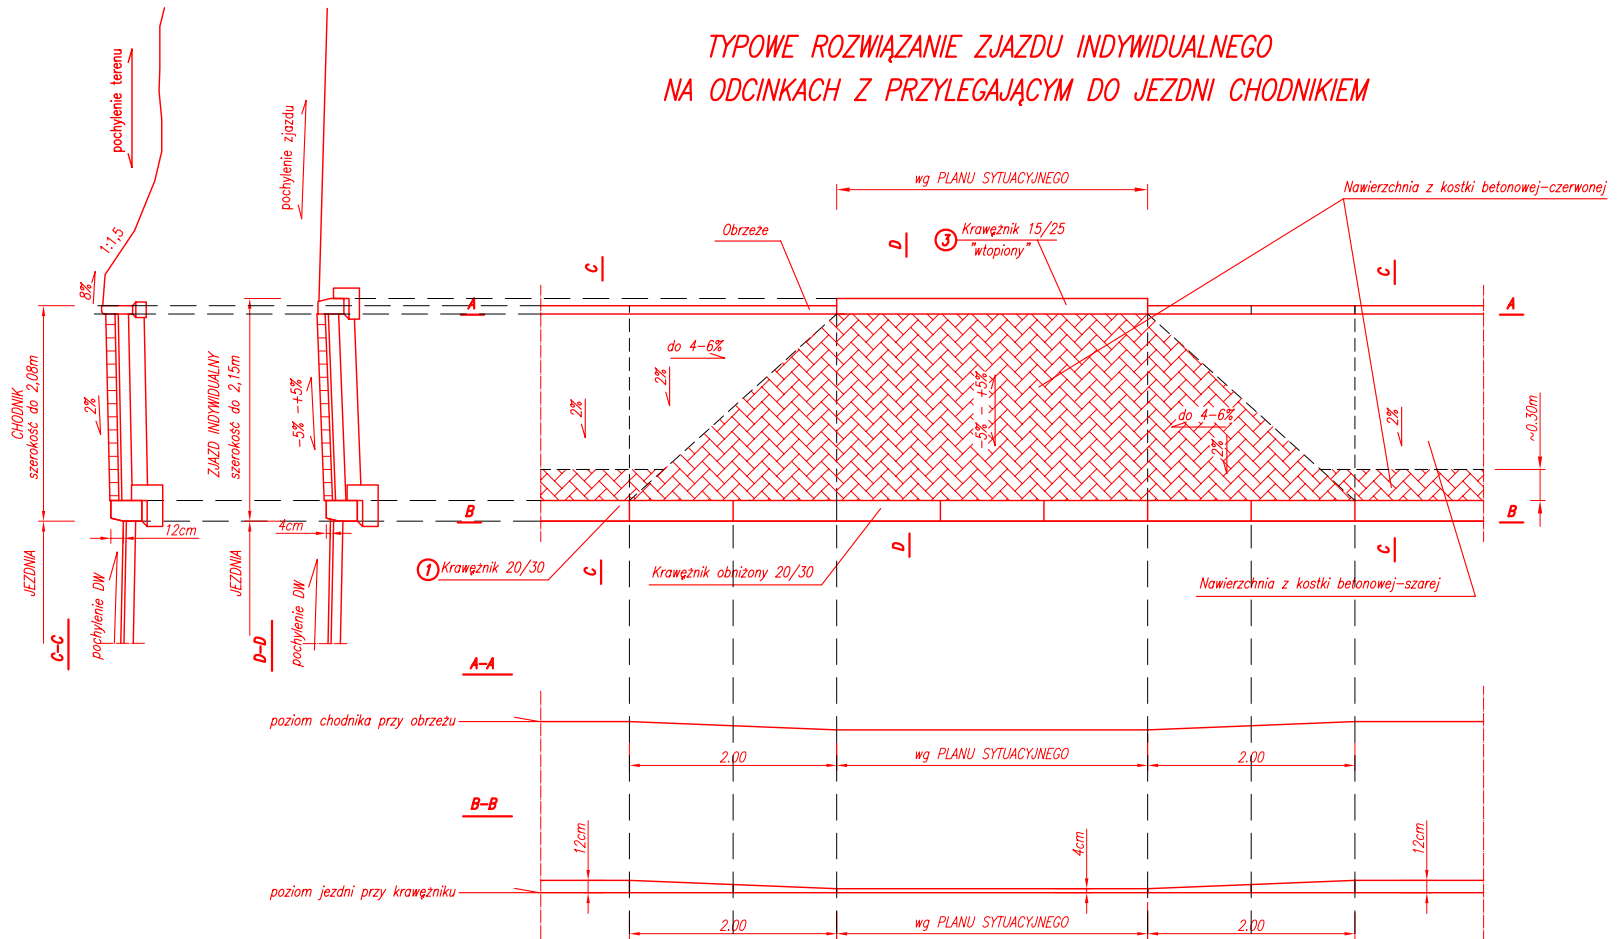 TYPOWE ROZWIĄZANIE ZJAZDU INDYWIDUALNEGO
NA ODCINKACH Z PRZYLEGAJĄCYM DO JEZDNI CHODNIKIEM
pochylenie terenu
pochylenie zjazdu
1:1,5
8%
wg PLANU SYTUACYJNEGO
Nawierzchnia z kostki betonowej-czerwonej
Obrzeże
3 Krawężnik 15/25
"wtopiony"
D
C
C
A
A
CHODNIK
szerokość do 2,08m
2%
ZJAZD INDYWIDUALNY
szerokość do 2,15m
-5% -+5%
do 4-6%
2%
2%
-5% - +5%
do 4-6%
2%
2%
~0.30m
B
B
12cm
4cm
JEZDNIA
pochylenie DW
JEZDNIA
pochylenie DW
C-C
D-D
1 Krawężnik 20/30
C
Krawężnik obniżony 20/30
D
C
Nawierzchnia z kostki betonowej-szarej
A-A
poziom chodnika przy obrzeżu
2.00
wg PLANU SYTUACYJNEGO
2.00
B-B
12cm
4cm
12cm
poziom jezdni przy krawężniku
2.00
wg PLANU SYTUACYJNEGO
2.00